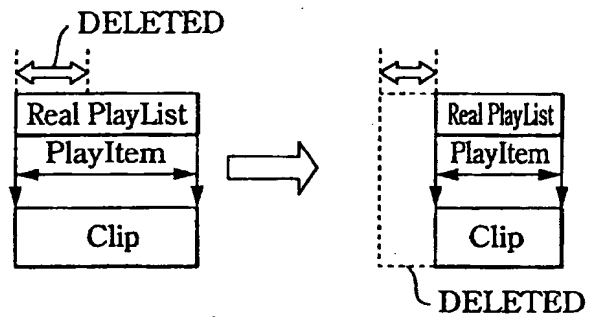 DELETED
Real PlayList
PlayItem
Clip
Real PlayList
PlayItem
Clip
DELETED